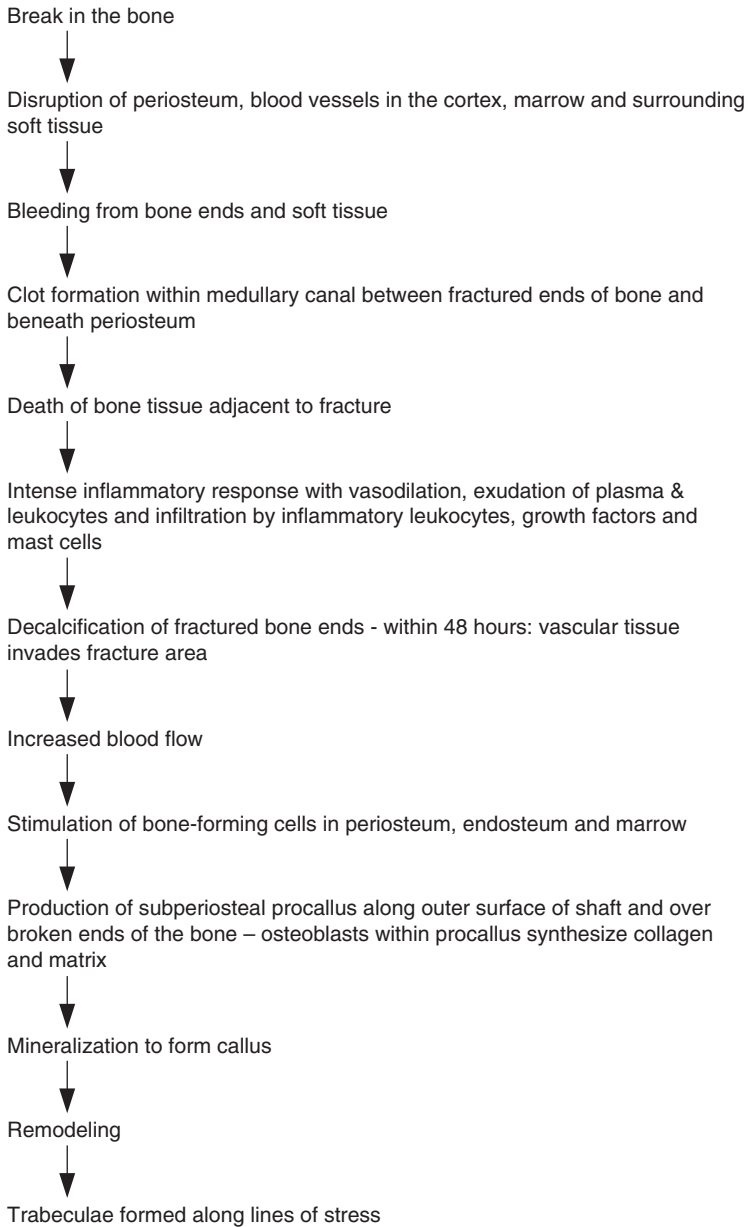 Break in the bone
Disruption of periosteum, blood vessels in the cortex, marrow and surrounding
soft tissue
Bleeding from bone ends and soft tissue
Clot formation within medullary canal between fractured ends of bone and
beneath periosteum
Death of bone tissue adjacent to fracture
Intense inflammatory response with vasodilation, exudation of plasma &
leukocytes and infiltration by inflammatory leukocytes, growth factors and
mast cells
Decalcification of fractured bone ends - within 48 hours: vascular tissue
invades fracture area
Increased blood flow
Stimulation of bone-forming cells in periosteum, endosteum and marrow
Production of subperiosteal procallus along outer surface of shaft and over
broken ends of the bone – osteoblasts within procallus synthesize collagen
and matrix
Mineralization to form callus
Remodeling
Trabeculae formed along lines of stress